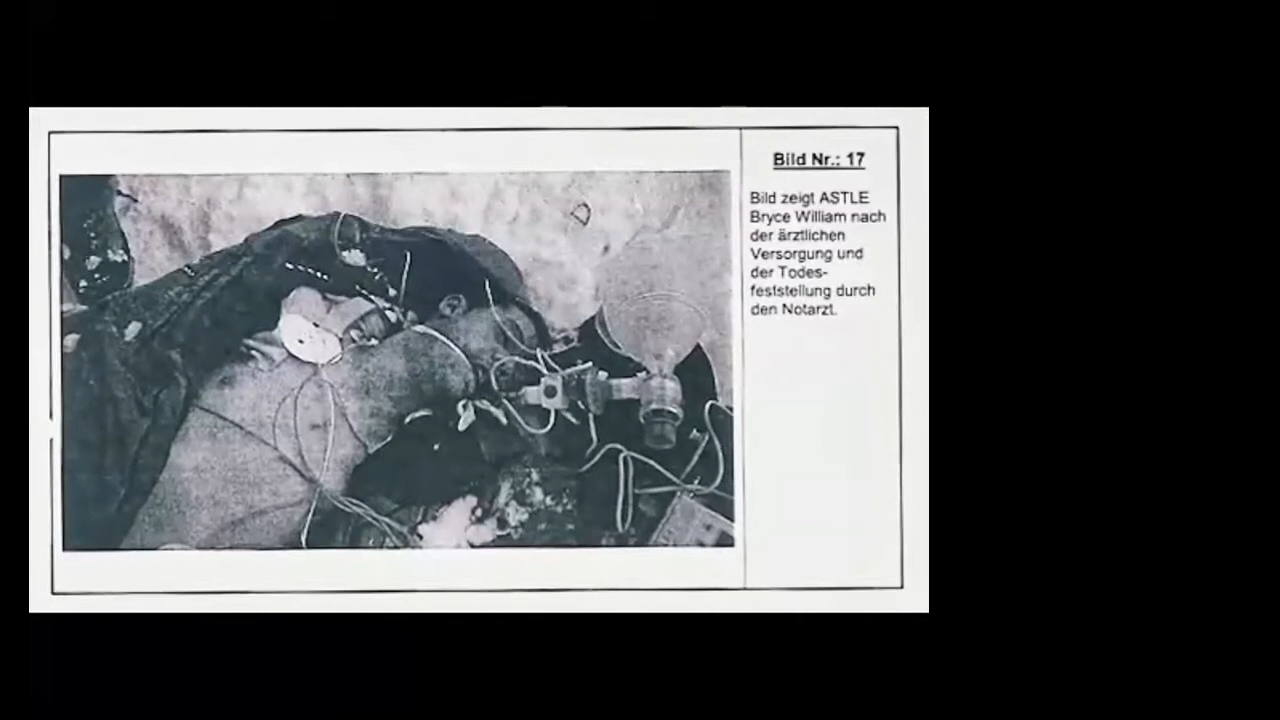 Bild Nr.: 17
Bild zeigt ASTLE
Bryce William nach
der ärztlichen
Versorgung und
der Todes-
feststellung durch
den Notarzt.